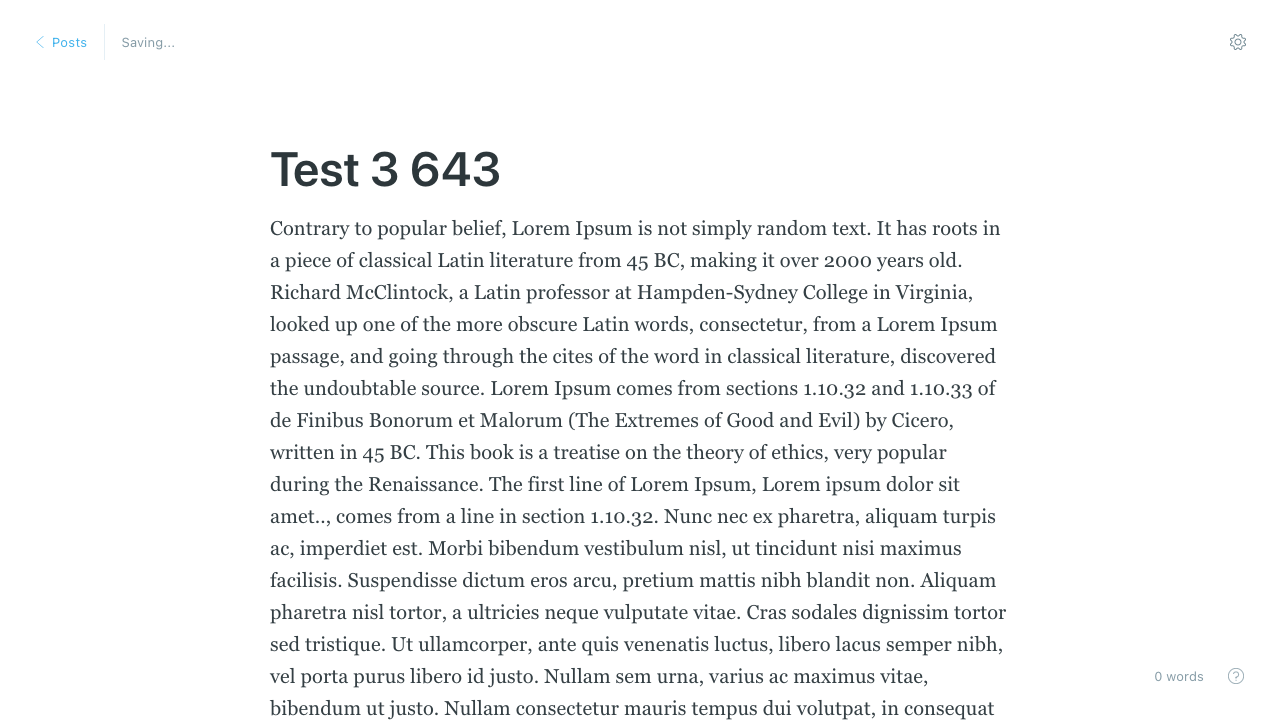 Posts
Saving...
Test 3 643
Contrary to popular belief, Lorem Ipsum is not simply random text. It has roots in
a piece of classical Latin literature from 45 BC, making it over 2000 years old.
Richard McClintock, a Latin professor at Hampden-Sydney College in Virginia,
looked up one of the more obscure Latin words, consectetur, from a Lorem Ipsum
passage, and going through the cites of the word in classical literature, discovered
the undoubtable source. Lorem Ipsum comes from sections 1.10.32 and 1.10.33 of
de Finibus Bonorum et Malorum (The Extremes of Good and Evil) by Cicero,
written in 45 BC. This book is a treatise on the theory of ethics, very popular
during the Renaissance. The first line of Lorem Ipsum, Lorem ipsum dolor sit
amet.., comes from a line in section 1.10.32. Nunc nec ex pharetra, aliquam turpis
ac, imperdiet est. Morbi bibendum vestibulum nisl, ut tincidunt nisi maximus
facilisis. Suspendisse dictum eros arcu, pretium mattis nibh blandit non. Aliquam
pharetra nisl tortor, a ultricies neque vulputate vitae. Cras sodales dignissim tortor
sed tristique. Ut ullamcorper, ante quis venenatis luctus, libero lacus semper nibh,
vel porta purus libero id justo. Nullam sem urna, varius ac maximus vitae,
bibendum ut justo. Nullam consectetur mauris tempus dui volutpat, in consequat
0 words